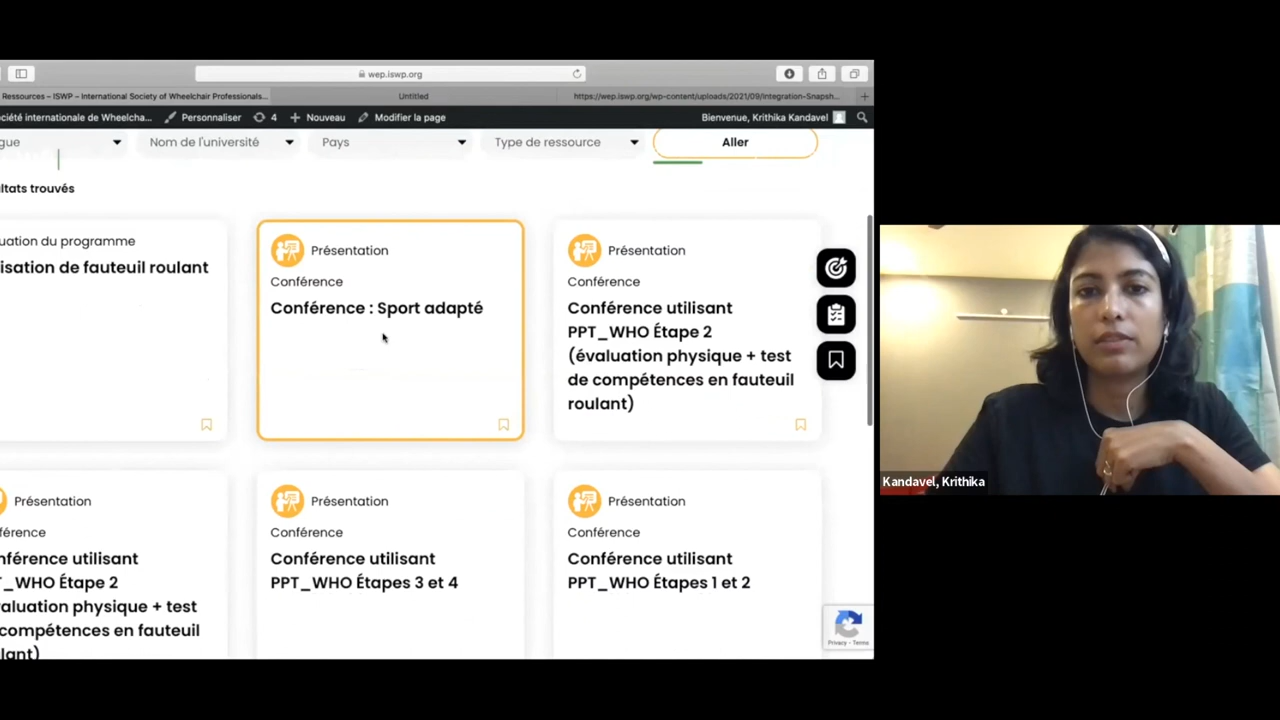 wep.iswp.org
Ressources – ISWP – International Society of Wheelchair Professionals...
Untitled
https://wep.iswp.org/wp-content/uploads/2021/09/Integration-Snapsh...
ciété internationale de Wheelcha...
Personnaliser
4
Nouveau
Modifier la page
Bienvenue, Krithika Kandavel
gue
Nom de l'université
Pays
Type de ressource
Aller
ltats trouvés
uation du programme
isation de fauteuil roulant
Présentation
Conférence
Conférence : Sport adapté
Présentation
Conférence
Conférence utilisant
PPT_WHO Étape 2
(évaluation physique + test
de compétences en fauteuil
roulant)
Présentation
férence
nférence utilisant
T_WHO Étape 2
valuation physique + test
compétences en fauteuil
lant)
Présentation
Conférence
Conférence utilisant
PPT_WHO Étapes 3 et 4
Présentation
Conférence
Conférence utilisant
PPT_WHO Étapes 1 et 2
Privacy - Terms
Kandavel, Krithika